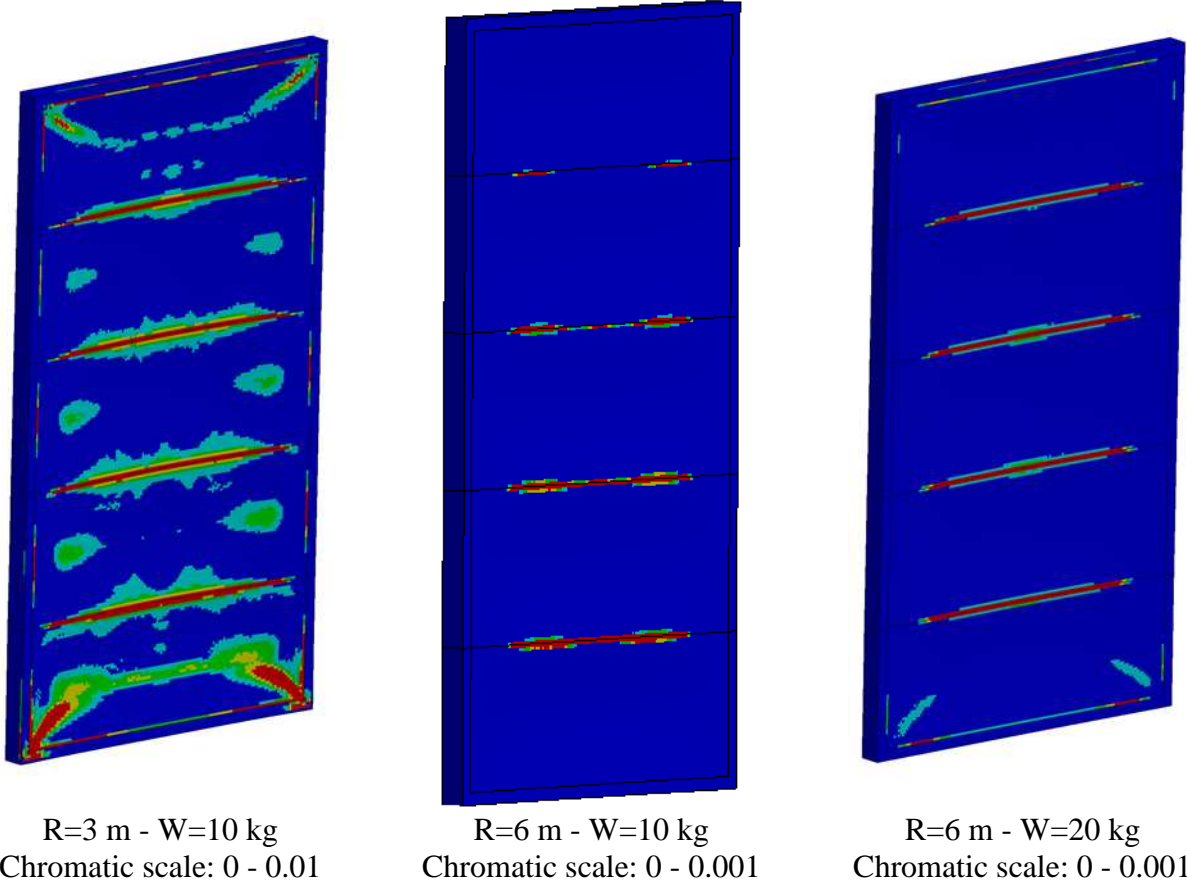 R=3 m - W=10 kg
Chromatic scale: 0 - 0.01
R=6 m - W=10 kg
Chromatic scale: 0 - 0.001
R=6 m - W=20 kg
Chromatic scale: 0 - 0.001